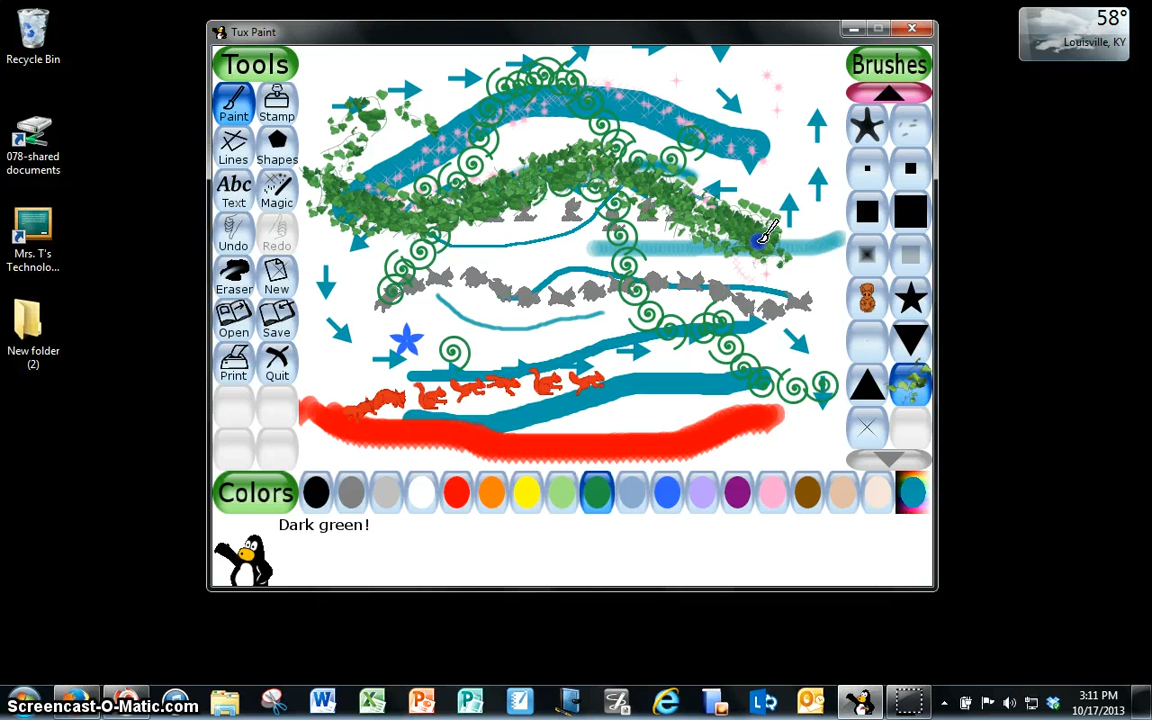 Recycle Bin
078-shared
documents
Mrs. T's
Technolo...
New folder
(2)
Tux Paint
58°
Louisville, KY
Tools
Brushes
Paint
Stamp
Lines
Shapes
Abc
Text
Magic
Undo
Redo
Eraser
New
Open
Save
Print
Quit
Colors
Dark green!
3:11 PM
10/17/2013
Screencast-O-Matic.com